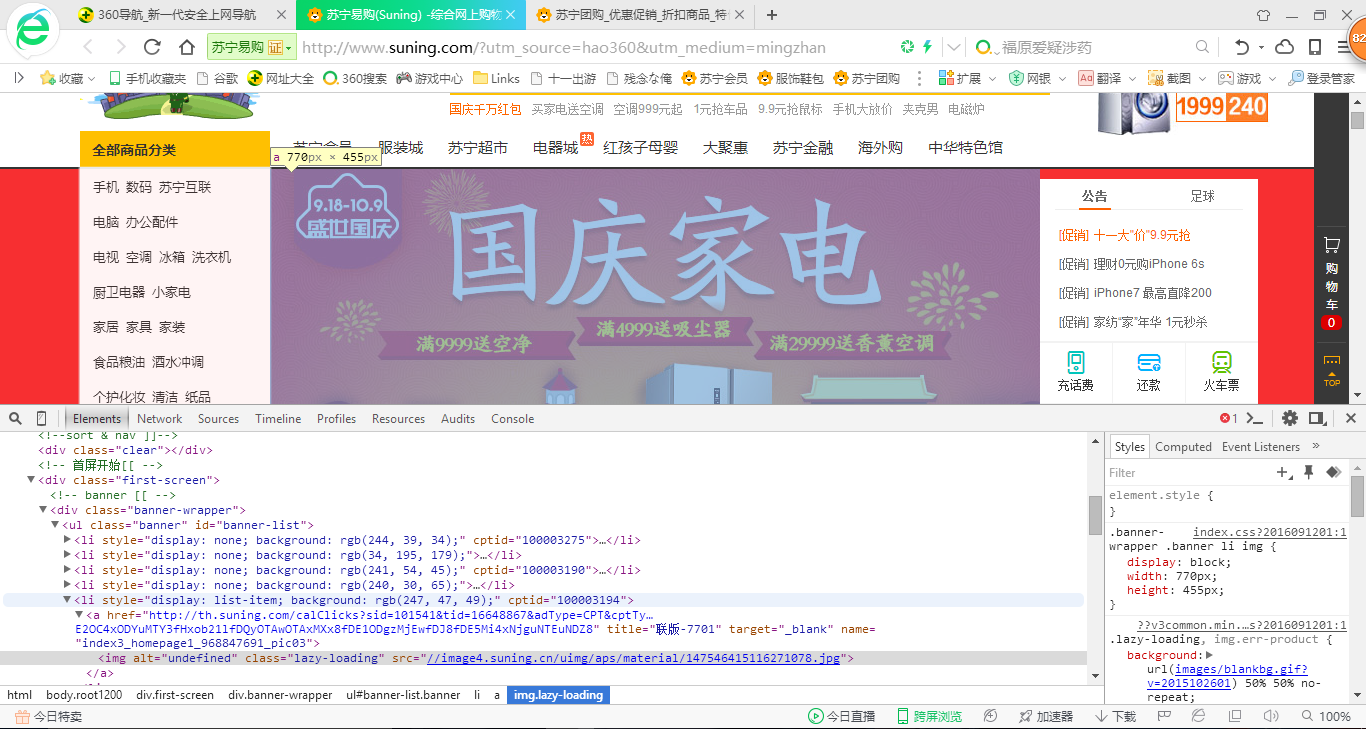 360导航_新一代安全上网导航
苏宁易购(Suning) -综合网上购物
苏宁团购_优惠促销_折扣商品_特
82
苏宁易购 证 http://www.suning.com/?utm_source=hao360&utm_medium=mingzhan 福原爱疑涉药
收藏 手机收藏夹 谷歌 网址大全 360搜索 游戏中心 Links 十一出游 残念な俺 苏宁会员 服饰鞋包 苏宁团购 扩展 网银 翻译 截图 游戏 登录管家
国庆千万红包 买家电送空调 空调999元起 1元抢车品 9.9元抢鼠标 手机大放价 夹克男 电磁炉
1999 240
全部商品分类 苏宁会员 服装城 苏宁超市 电器城 热 红孩子母婴 大聚惠 苏宁金融 海外购 中华特色馆
a 770px × 455px
手机 数码 苏宁互联
电脑 办公配件
电视 空调 冰箱 洗衣机
厨卫电器 小家电
家居 家具 家装
食品粮油 酒水冲调
个护化妆 清洁 纸品
9.18-10.9
盛世国庆
国庆家电
满9999送空净
满4999送吸尘器
满29999送香薰空调
公告 足球
[促销] 十一大"价"9.9元抢
[促销] 理财0元购iPhone 6s
[促销] iPhone7 最高直降200
[促销] 家纺"家"年华 1元秒杀
充话费 还款 火车票
购
物
车
0
TOP
Elements Network Sources Timeline Profiles Resources Audits Console 1
<!--sort & nav ]]-->
<div class="clear"></div>
<!-- 首屏开始[[ -->
<div class="first-screen">
<!-- banner [[ -->
<div class="banner-wrapper">
<ul class="banner" id="banner-list">
<li style="display: none; background: rgb(244, 39, 34);" cptid="100003275">…</li>
<li style="display: none; background: rgb(34, 195, 179);">…</li>
<li style="display: none; background: rgb(241, 54, 45);" cptid="100003190">…</li>
<li style="display: none; background: rgb(240, 30, 65);">…</li>
<li style="display: list-item; background: rgb(247, 47, 49);" cptid="100003194">
<a href="http://th.suning.com/calClicks?sid=101541&tid=16648867&adType=CPT&cptTy…
E2OC4xODYuMTY3fHxob21lfDQyOTAwOTAxMXx8fDE1ODgzMjEwfDJ8fDE5Mi4xNjguNTEuNDZ8" title="联版-7701" target="_blank" name=
"index3_homepage1_968847691_pic03">
<img alt="undefined" class="lazy-loading" src="//image4.suning.cn/uimg/aps/material/147546415116271078.jpg">
</a>
html body.root1200 div.first-screen div.banner-wrapper ul#banner-list.banner li a img.lazy-loading
Styles Computed Event Listeners »
Filter
element.style {
}
index.css?2016091201:1
.banner-
wrapper .banner li img {
display: block;
width: 770px;
height: 455px;
}
??v3common.min...s?2016091201:1
.lazy-loading, img.err-product {
background:
url(images/blankbg.gif?
v=2015102601) 50% 50% no-
repeat;
今日特卖 今日直播 跨屏浏览 加速器 下载 100%